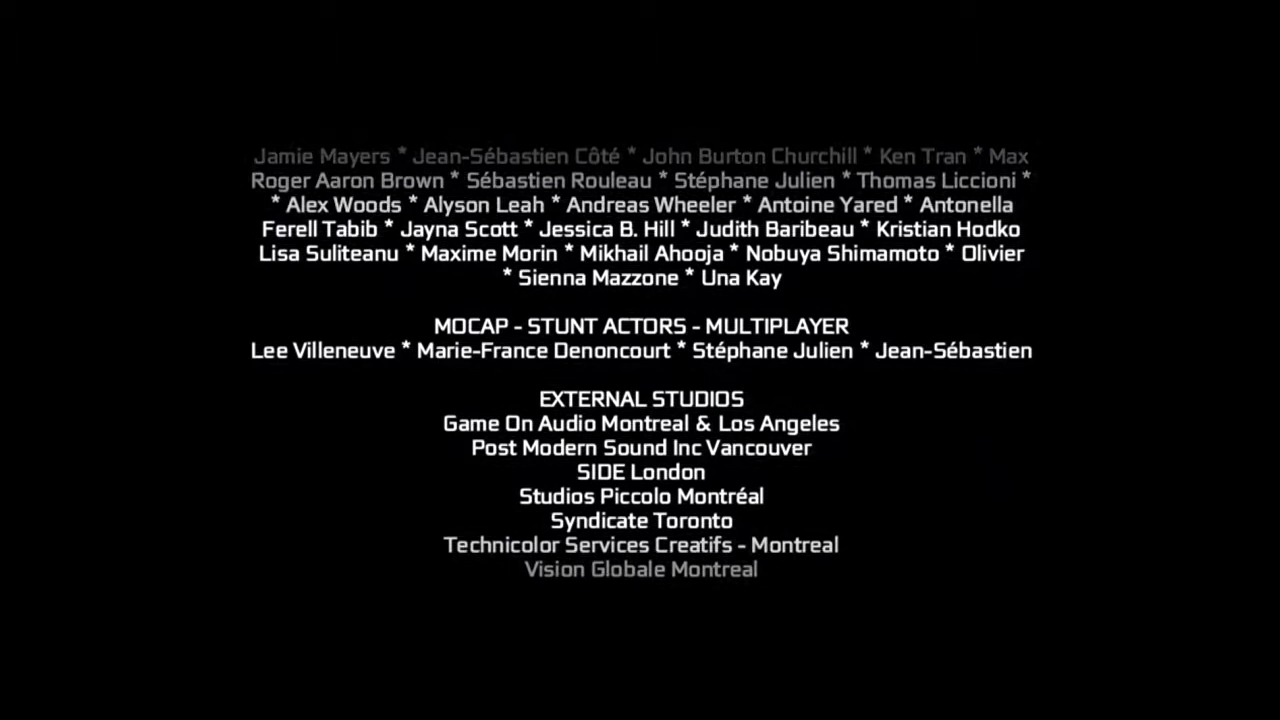 Jamie Mayers * Jean-Sébastien Côté * John Burton Churchill * Ken Tran * Max
Roger Aaron Brown * Sébastien Rouleau * Stéphane Julien * Thomas Liccioni *
* Alex Woods * Alyson Leah * Andreas Wheeler * Antoine Yared * Antonella
Ferell Tabib * Jayna Scott * Jessica B. Hill * Judith Baribeau * Kristian Hodko
Lisa Suliteanu * Maxime Morin * Mikhail Ahooja * Nobuya Shimamoto * Olivier
* Sienna Mazzone * Una Kay
MOCAP - STUNT ACTORS - MULTIPLAYER
Lee Villeneuve * Marie-France Denoncourt * Stéphane Julien * Jean-Sébastien
EXTERNAL STUDIOS
Game On Audio Montreal & Los Angeles
Post Modern Sound Inc Vancouver
SIDE London
Studios Piccolo Montréal
Syndicate Toronto
Technicolor Services Creatifs - Montreal
Vision Globale Montreal